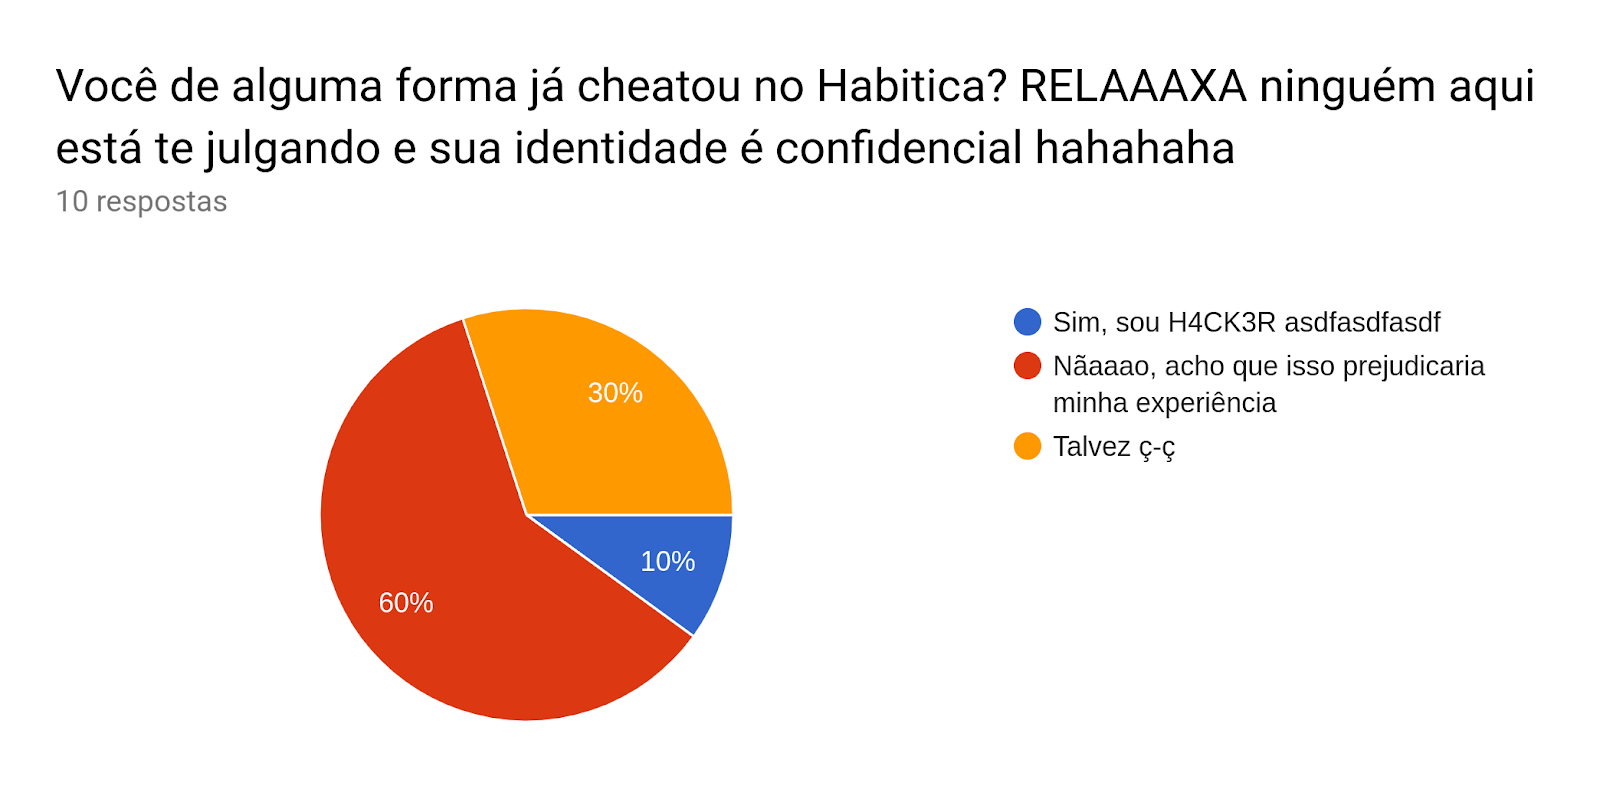 Você de alguma forma já cheatou no Habitica? RELAAAXA ninguém aqui
está te julgando e sua identidade é confidencial hahahaha
10 respostas
Sim, sou H4CK3R asdfasdfasdf
Nãaaao, acho que isso prejudicaria
minha experiência
Talvez ç-ç
30%
10%
60%